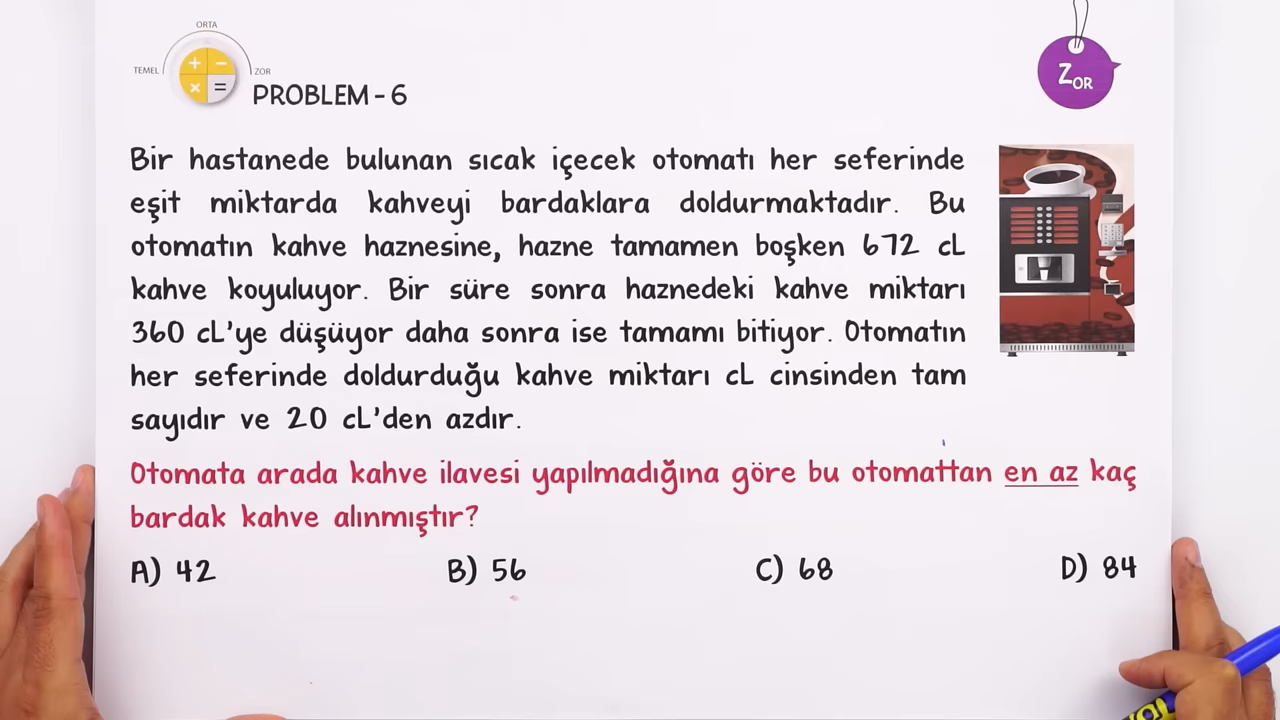 ORTA
TEMEL
ZOR
+ −
× =
PROBLEM - 6
ZOR
Bir hastanede bulunan sıcak içecek otomatı her seferinde
eşit miktarda kahveyi bardaklara doldurmaktadır. Bu
otomatın kahve haznesine, hazne tamamen boşken 672 cL
kahve koyuluyor. Bir süre sonra haznedeki kahve miktarı
360 cL'ye düşüyor daha sonra ise tamamı bitiyor. Otomatın
her seferinde doldurduğu kahve miktarı cL cinsinden tam
sayıdır ve 20 cL'den azdır.
Otomata arada kahve ilavesi yapılmadığına göre bu otomattan en az kaç
bardak kahve alınmıştır?
A) 42 B) 56 C) 68 D) 84